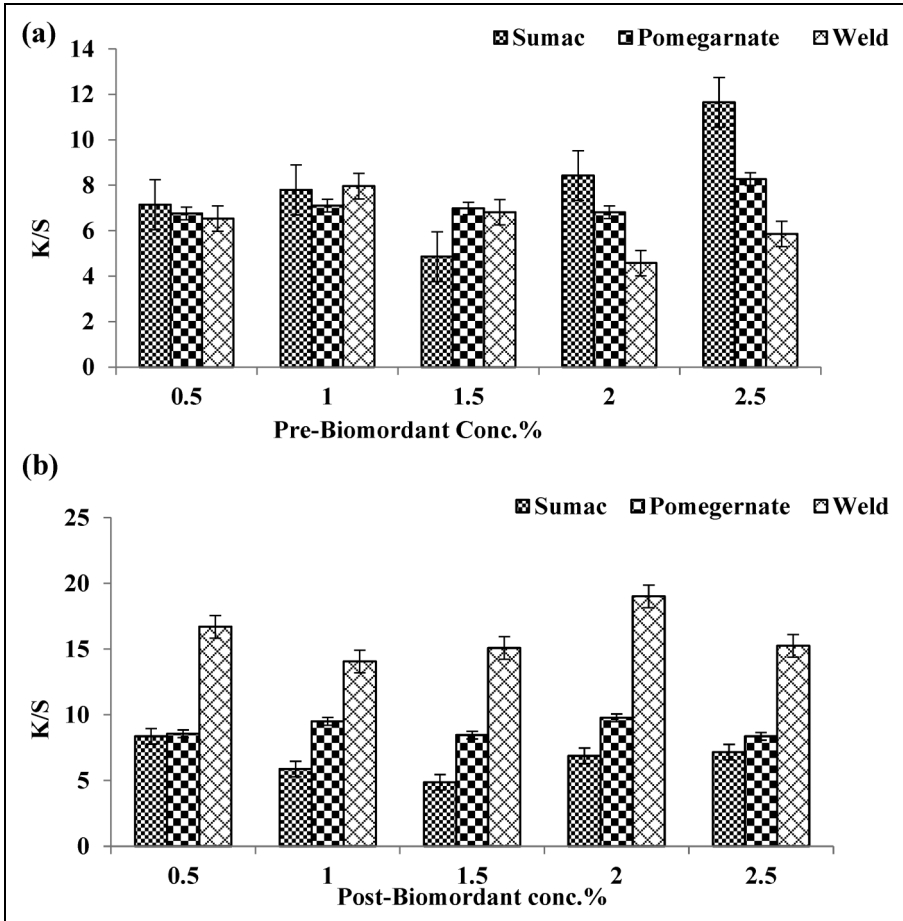 (a)
Sumac Pomegarnate Weld
14
12
10
8
6
4
2
0
K/S
0.5 1 1.5 2 2.5
Pre-Biomordant Conc.%
(b)
Sumac Pomegernate Weld
25
20
15
10
5
0
K/S
0.5 1 1.5 2 2.5
Post-Biomordant conc.%